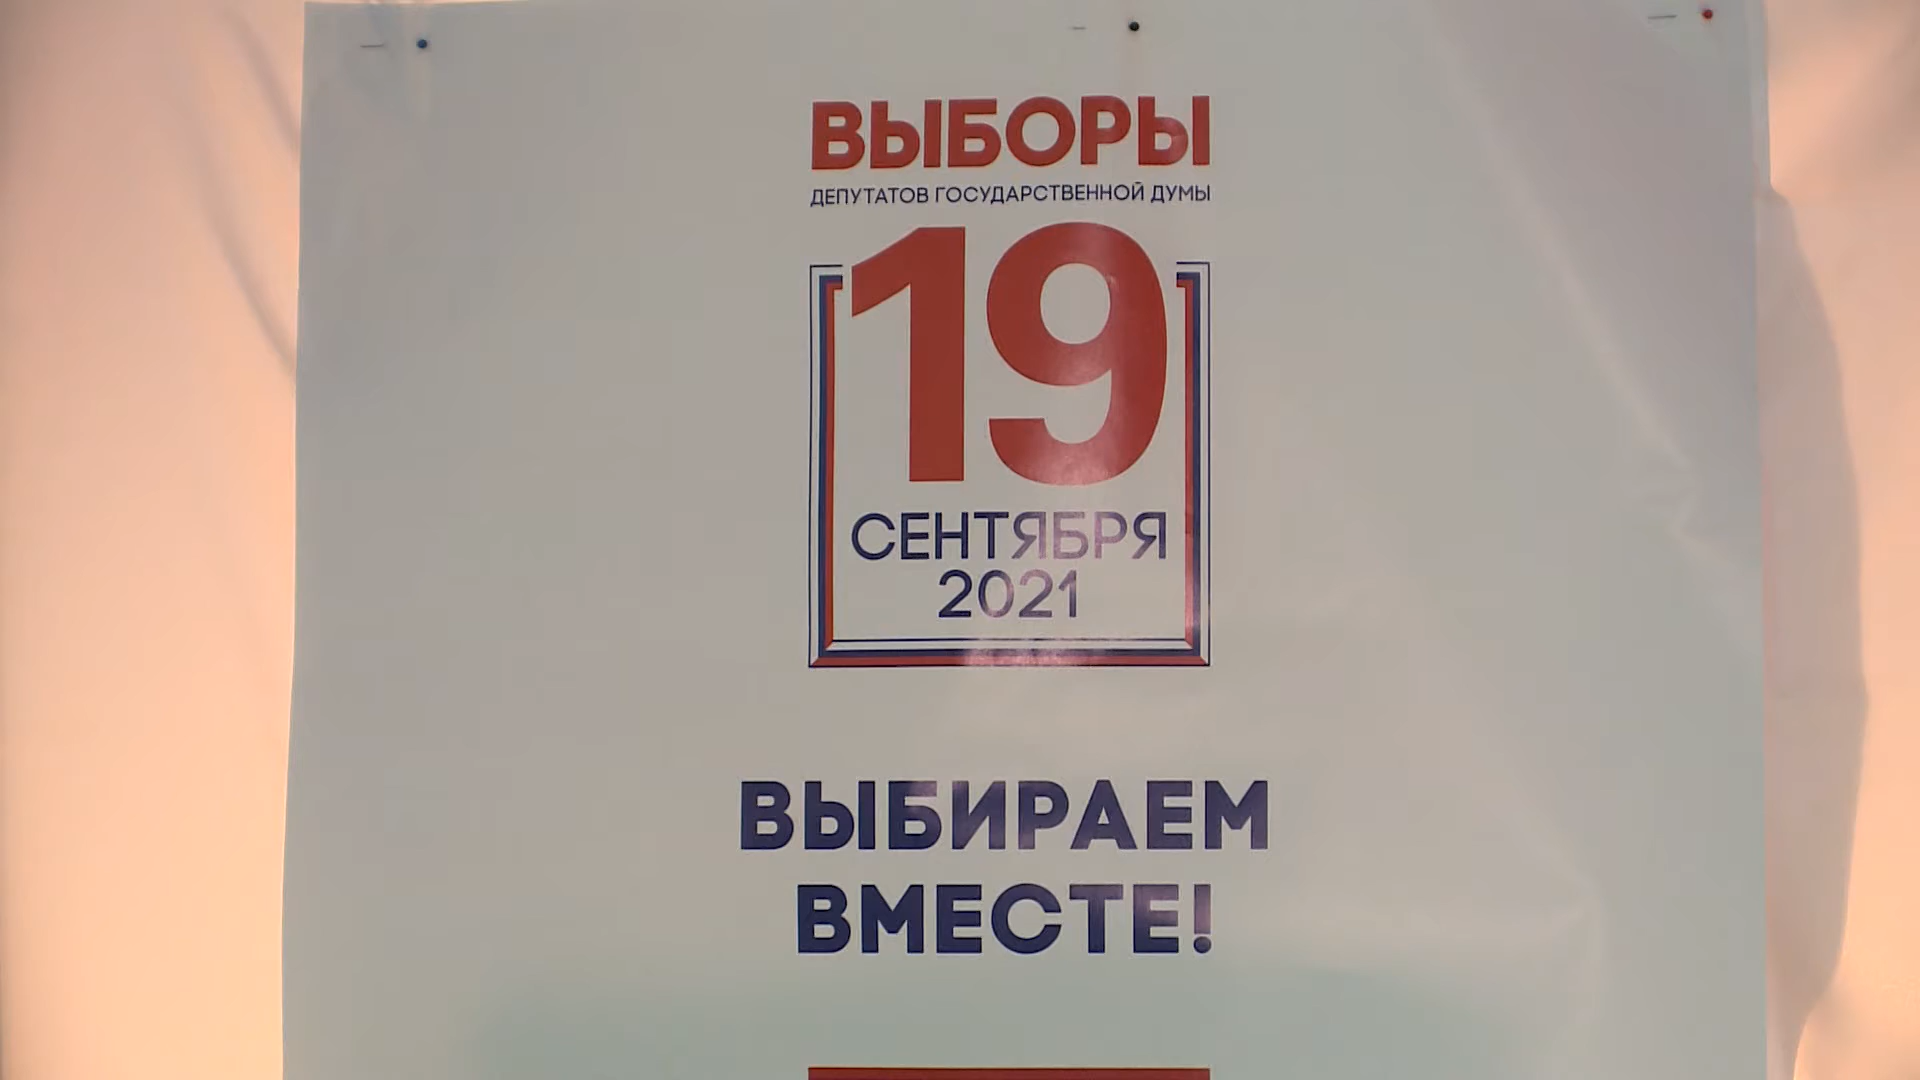 ВЫБОРЫ
ДЕПУТАТОВ ГОСУДАРСТВЕННОЙ ДУМЫ
19
СЕНТЯБРЯ
2021
ВЫБИРАЕМ
ВМЕСТЕ!